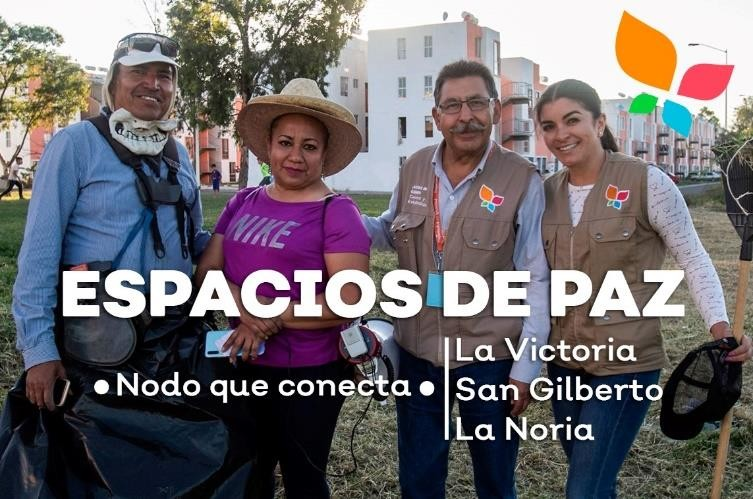 NIKE
ESPACIOS DE PAZ
• Nodo que conecta •
La Victoria
San Gilberto
La Noria